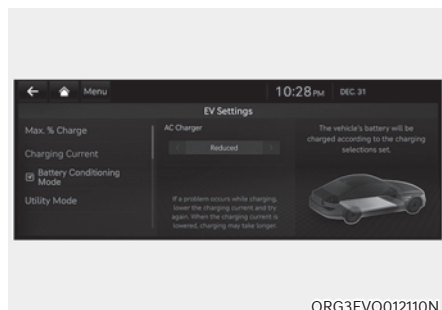 Menu
10:28 PM
DEC. 31
EV Settings
Max. % Charge
Charging Current
Battery Conditioning
Mode
Utility Mode
AC Charger
Reduced
If a problem occurs while charging,
lower the charging current and try
again. When the charging current is
lowered, charging may take longer.
The vehicle's battery will be
charged according to the charging
selections set.
ORG3EVQ012110N